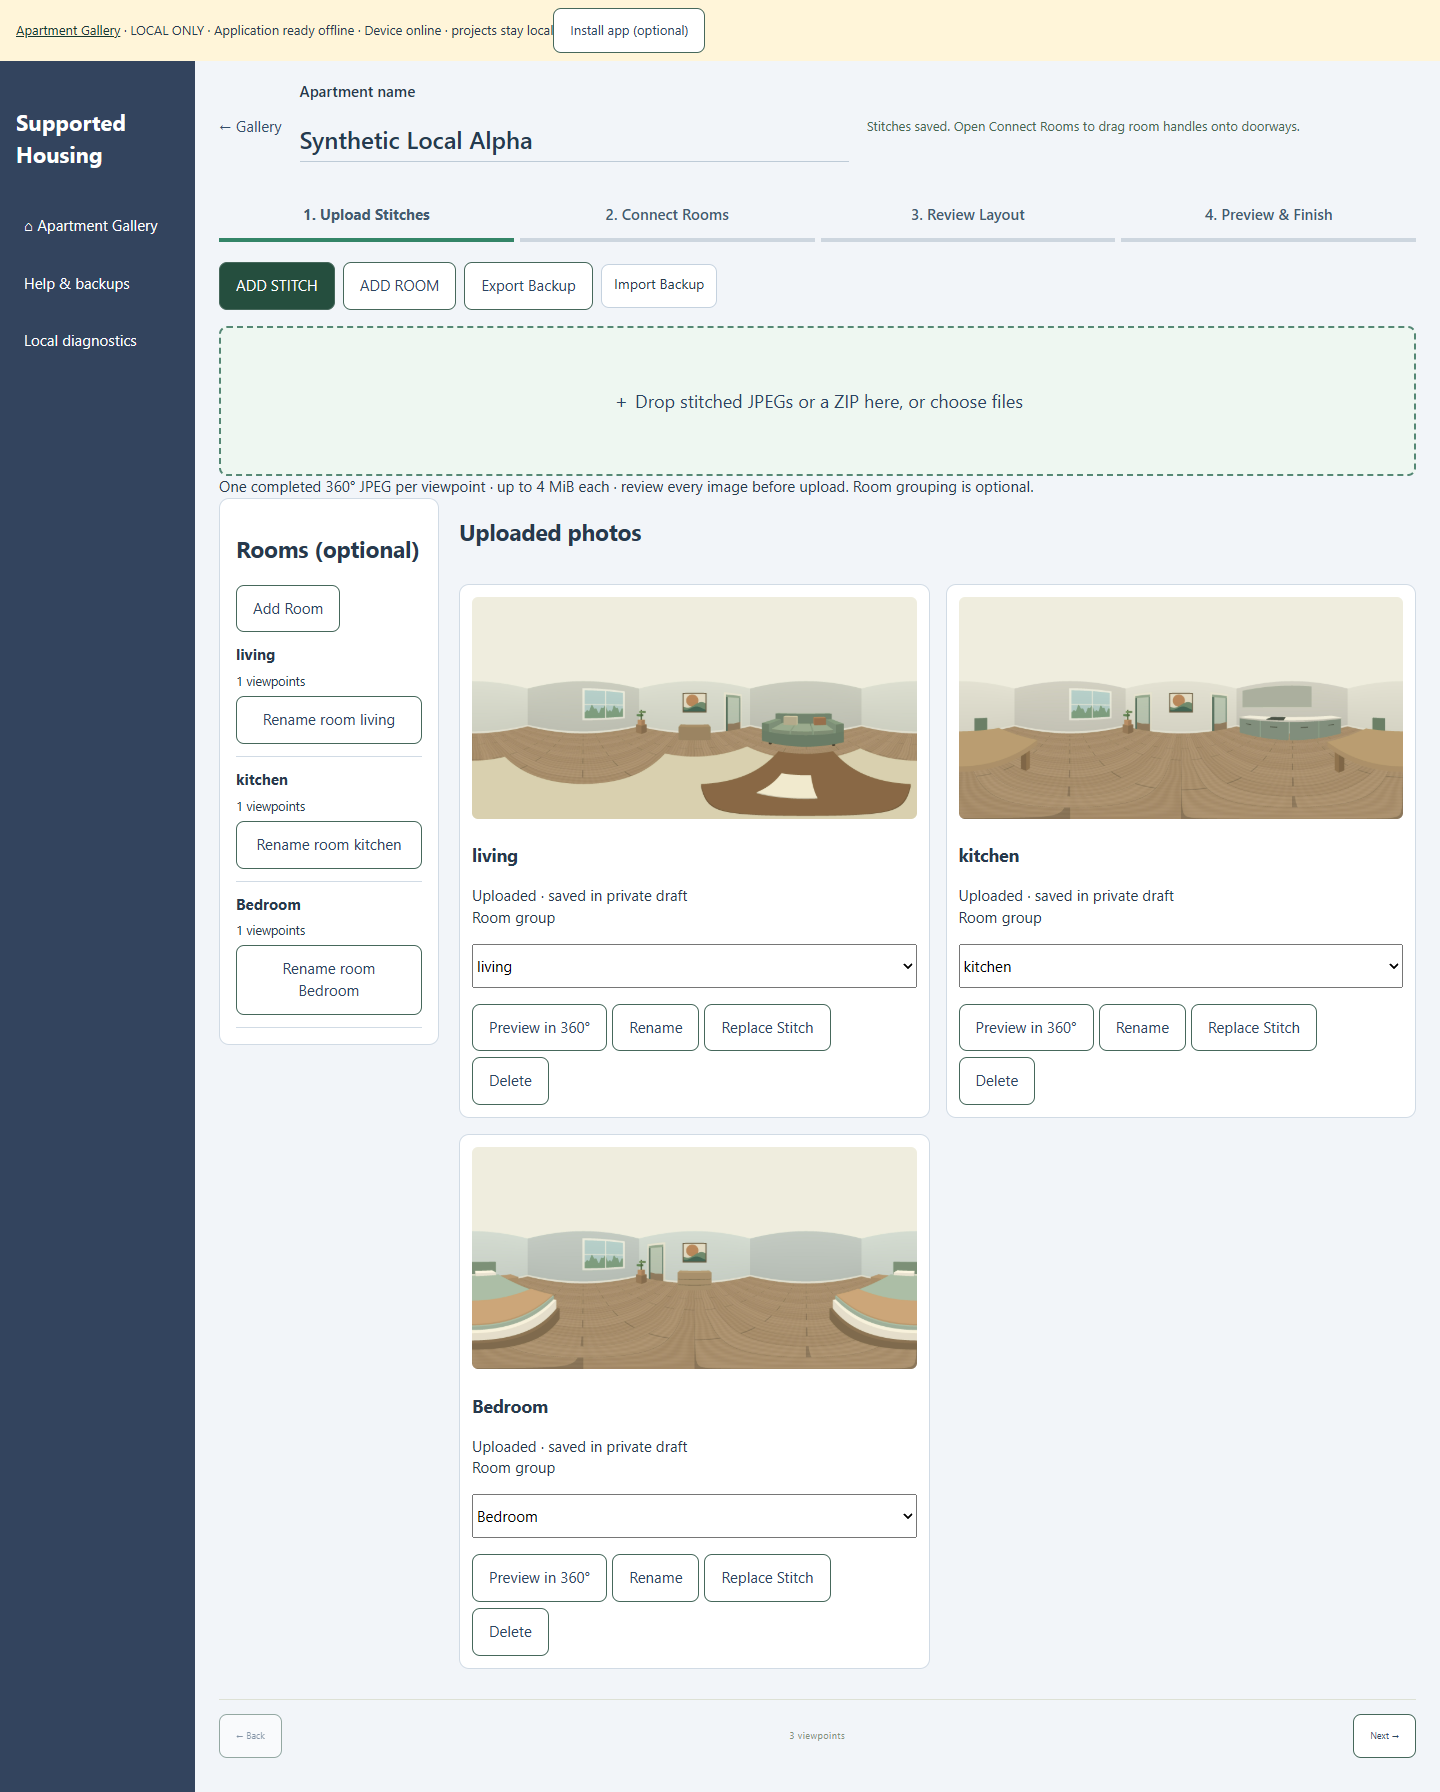 Apartment Gallery · LOCAL ONLY · Application ready offline · Device online · projects stay local
Install app (optional)
Supported
Housing
⌂ Apartment Gallery
Help & backups
Local diagnostics
← Gallery
Apartment name
Synthetic Local Alpha
Stitches saved. Open Connect Rooms to drag room handles onto doorways.
1. Upload Stitches
2. Connect Rooms
3. Review Layout
4. Preview & Finish
ADD STITCH
ADD ROOM
Export Backup
Import Backup
+ Drop stitched JPEGs or a ZIP here, or choose files
One completed 360° JPEG per viewpoint · up to 4 MiB each · review every image before upload. Room grouping is optional.
Rooms (optional)
Add Room
living
1 viewpoints
Rename room living
kitchen
1 viewpoints
Rename room kitchen
Bedroom
1 viewpoints
Rename room
Bedroom
Uploaded photos
living
Uploaded · saved in private draft
Room group
living
Preview in 360°
Rename
Replace Stitch
Delete
kitchen
Uploaded · saved in private draft
Room group
kitchen
Preview in 360°
Rename
Replace Stitch
Delete
Bedroom
Uploaded · saved in private draft
Room group
Bedroom
Preview in 360°
Rename
Replace Stitch
Delete
← Back
3 viewpoints
Next →